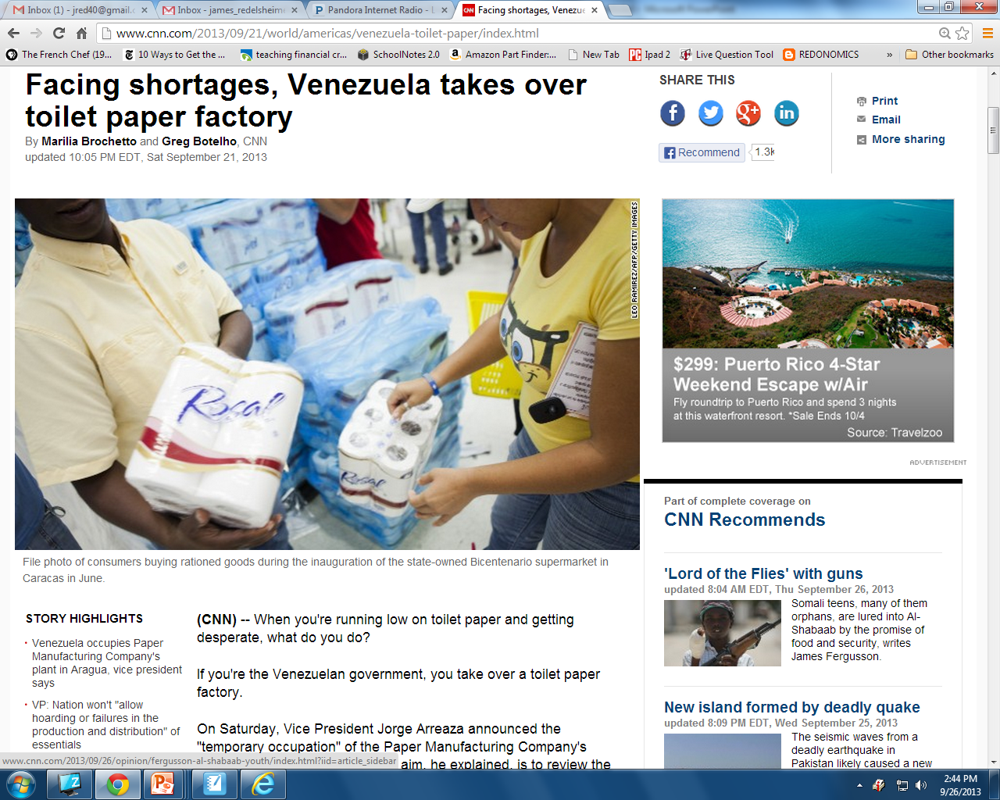 Inbox (1) - jred40@gmail.c
Inbox - james_redelsheime
Pandora Internet Radio - L
CNN Facing shortages, Venezue
www.cnn.com/2013/09/21/world/americas/venezuela-toilet-paper/index.html
The French Chef (19...
10 Ways to Get the ...
teaching financial cr...
SchoolNotes 2.0
Amazon Part Finder:...
New Tab
Ipad 2
Live Question Tool
REDONOMICS
»
Other bookmarks
Facing shortages, Venezuela takes over
toilet paper factory
By Marilia Brochetto and Greg Botelho, CNN
updated 10:05 PM EDT, Sat September 21, 2013
SHARE THIS
Recommend
1.3k
Print
Email
More sharing
LEO RAMIREZ/AFP/GETTY IMAGES
Rosal
Rosal
File photo of consumers buying rationed goods during the inauguration of the state-owned Bicentenario supermarket in
Caracas in June.
STORY HIGHLIGHTS
Venezuela occupies Paper
Manufacturing Company's
plant in Aragua, vice president
says
VP: Nation won't "allow
hoarding or failures in the
production and distribution" of
essentials
(CNN) -- When you're running low on toilet paper and getting
desperate, what do you do?
If you're the Venezuelan government, you take over a toilet paper
factory.
On Saturday, Vice President Jorge Arreaza announced the
"temporary occupation" of the Paper Manufacturing Company's
aim, he explained, is to review the
$299: Puerto Rico 4-Star
Weekend Escape w/Air
Fly roundtrip to Puerto Rico and spend 3 nights
at this waterfront resort. *Sale Ends 10/4
Source: Travelzoo
ADVERTISEMENT
Part of complete coverage on
CNN Recommends
'Lord of the Flies' with guns
updated 8:04 AM EDT, Thu September 26, 2013
Somali teens, many of them
orphans, are lured into Al-
Shabaab by the promise of
food and security, writes
James Fergusson.
New island formed by deadly quake
updated 8:09 PM EDT, Wed September 25, 2013
The seismic waves from a
deadly earthquake in
Pakistan likely caused a new
www.cnn.com/2013/09/26/opinion/fergusson-al-shabaab-youth/index.html?iid=article_sidebar
2:44 PM
9/26/2013